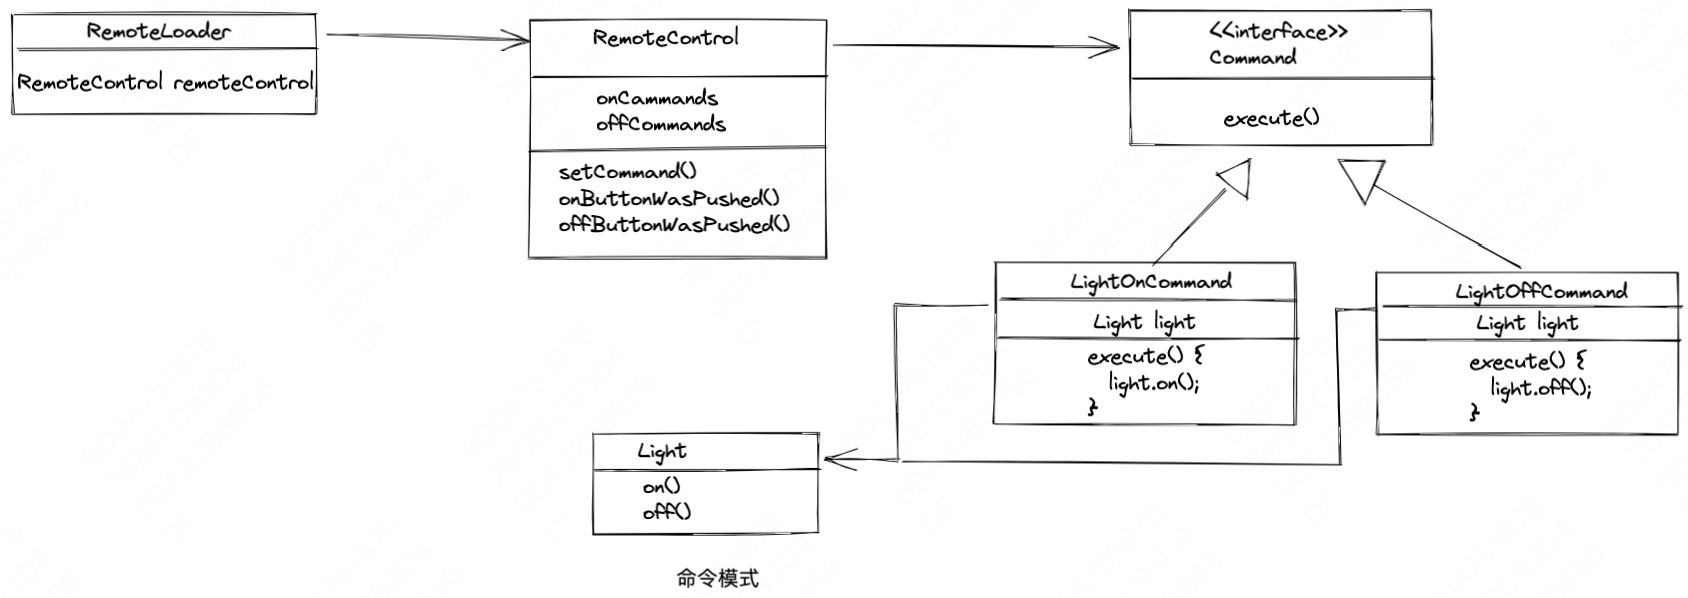 RemoteLoader
RemoteControl remoteControl
RemoteControl
onCammands
offCommands
setCommand()
onButtonWasPushed()
offButtonWasPushed()
<<interface>>
Command
execute()
LightOnCommand
Light light
execute() {
light.on();
}
LightOffCommand
Light light
execute() {
light.off();
}
Light
on()
off()
命令模式